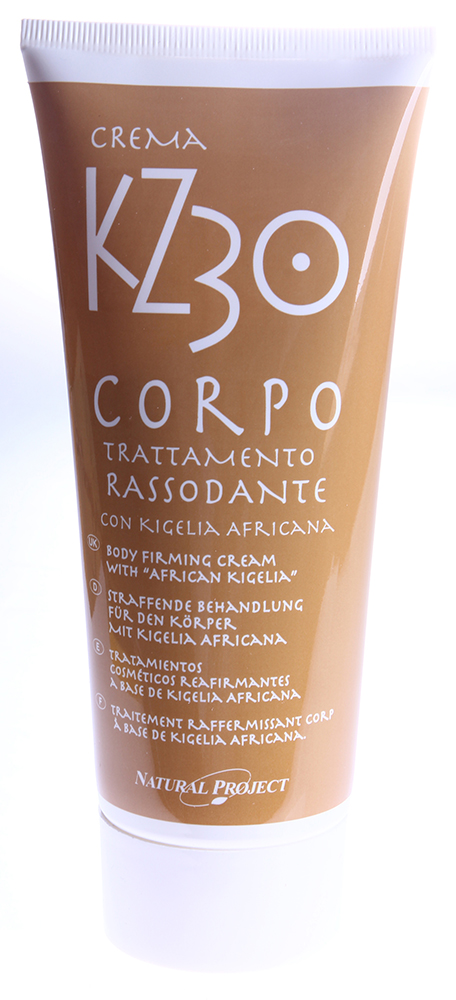 CREMA
KZ30
CORPO
TRATTAMENTO
RASSODANTE
CON KIGELIA AFRICANA
UK BODY FIRMING CREAM
WITH “AFRICAN KIGELIA”
D STRAFFENDE BEHANDLUNG
FÜR DEN KÖRPER
MIT KIGELIA AFRICANA
E TRATAMIENTOS
COSMÉTICOS REAFIRMANTES
À BASE DE KIGELIA AFRICANA
F TRAITEMENT RAFFERMISSANT CORP
À BASE DE KIGELIA AFRICANA.
NATURAL PROJECT